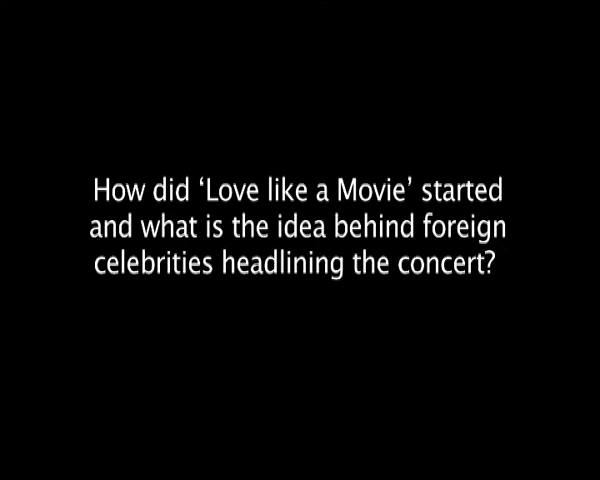 How did ‘Love like a Movie’ started
and what is the idea behind foreign
celebrities headlining the concert?